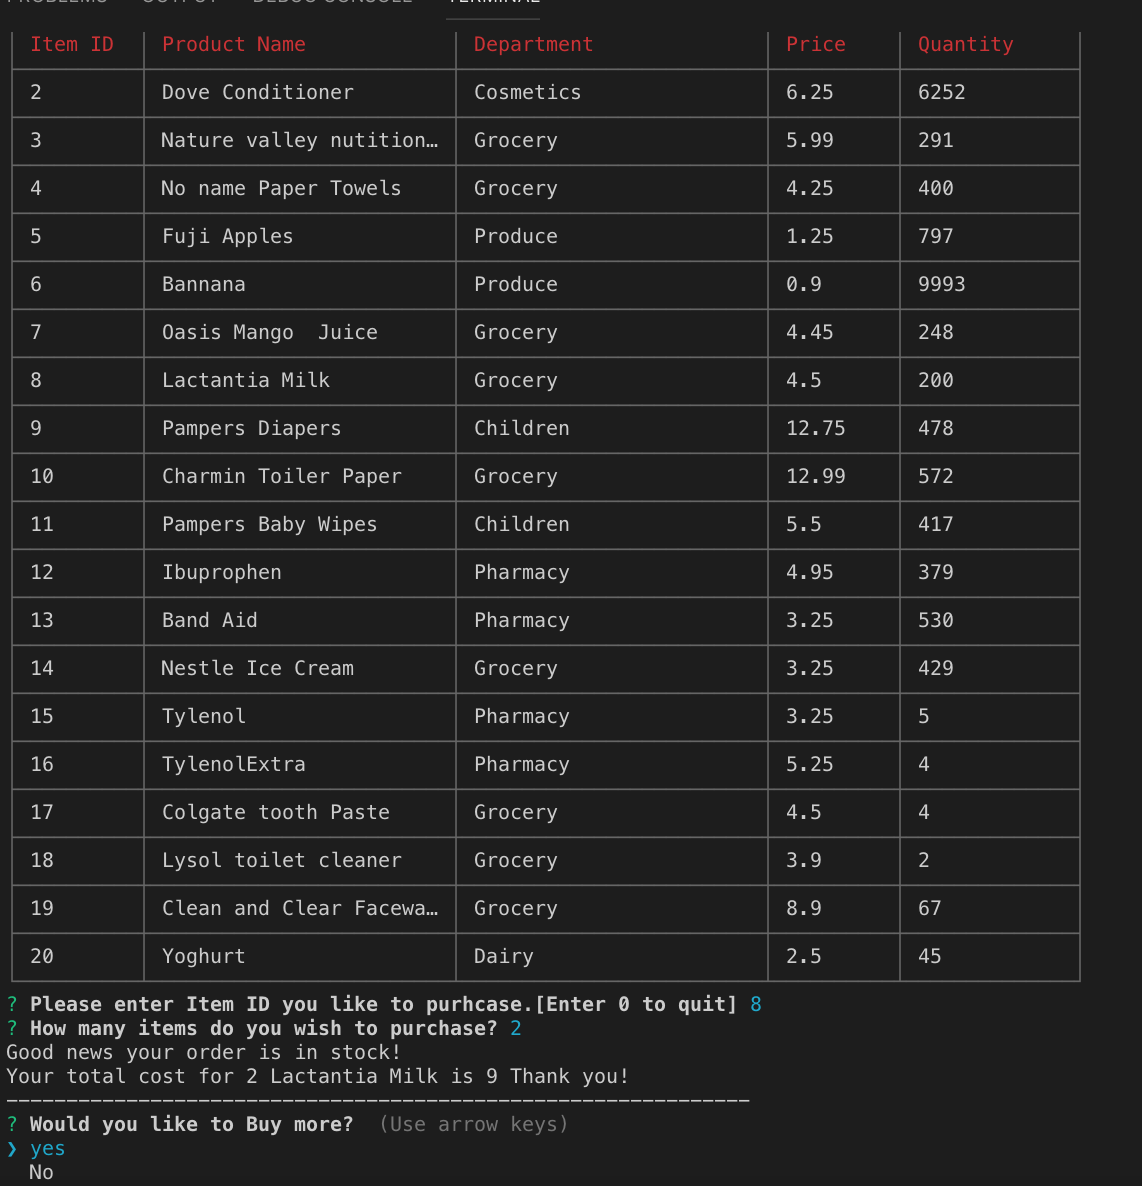 PROBLEMS OUTPUT DEBUG CONSOLE TERMINAL
Item ID Product Name Department Price Quantity
2 Dove Conditioner Cosmetics 6.25 6252
3 Nature valley nutition… Grocery 5.99 291
4 No name Paper Towels Grocery 4.25 400
5 Fuji Apples Produce 1.25 797
6 Bannana Produce 0.9 9993
7 Oasis Mango  Juice Grocery 4.45 248
8 Lactantia Milk Grocery 4.5 200
9 Pampers Diapers Children 12.75 478
10 Charmin Toiler Paper Grocery 12.99 572
11 Pampers Baby Wipes Children 5.5 417
12 Ibuprophen Pharmacy 4.95 379
13 Band Aid Pharmacy 3.25 530
14 Nestle Ice Cream Grocery 3.25 429
15 Tylenol Pharmacy 3.25 5
16 TylenolExtra Pharmacy 5.25 4
17 Colgate tooth Paste Grocery 4.5 4
18 Lysol toilet cleaner Grocery 3.9 2
19 Clean and Clear Facewa… Grocery 8.9 67
20 Yoghurt Dairy 2.5 45
? Please enter Item ID you like to purhcase.[Enter 0 to quit] 8
? How many items do you wish to purchase? 2
Good news your order is in stock!
Your total cost for 2 Lactantia Milk is 9 Thank you!
--------------------------------------------------------------
? Would you like to Buy more?  (Use arrow keys)
❯ yes
No